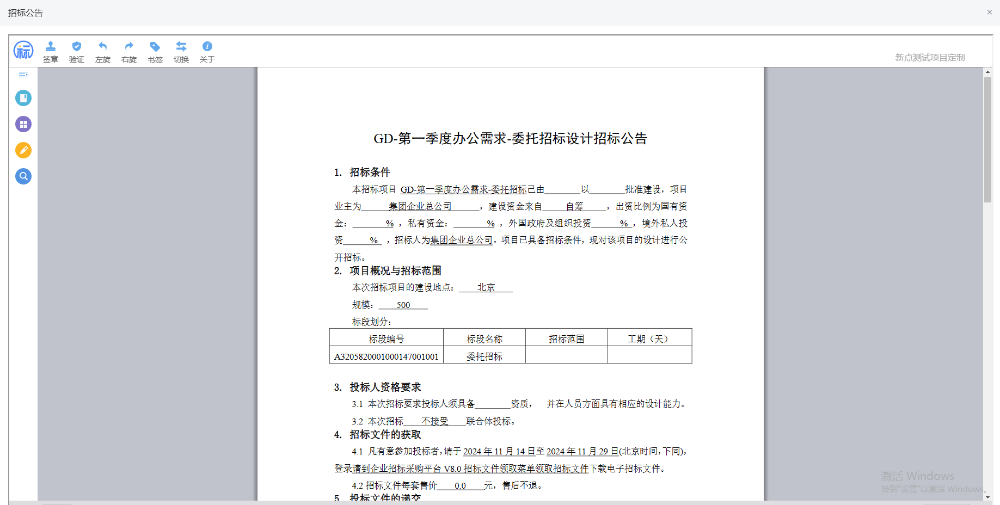 招标公告
×
标
签章 验证 左旋 右旋 书签 切换 关于
新点测试项目定制
GD-第一季度办公需求-委托招标设计招标公告
1. 招标条件
本招标项目 GD-第一季度办公需求-委托招标已由________以________批准建设，项目
业主为______集团企业总公司______，建设资金来自_____自筹_____，出资比例为国有资
金：_______%，私有资金：_______%，外国政府及组织投资______%，境外私人投
资______%，招标人为集团企业总公司。项目已具备招标条件，现对该项目的设计进行公
开招标。
2. 项目概况与招标范围
本次招标项目的建设地点：____北京____
规模：____500____
标段划分：
标段编号 标段名称 招标范围 工期（天）
A3205820001000147001001 委托招标
3. 投标人资格要求
3.1 本次招标要求投标人须具备________资质， 并在人员方面具有相应的设计能力。
3.2 本次招标____不接受____联合体投标。
4. 招标文件的获取
4.1 凡有意参加投标者，请于 2024 年 11 月 14 日至 2024 年 11 月 29 日(北京时间，下同)，
登录请到企业招标采购平台 V8.0 招标文件领取菜单领取招标文件下载电子招标文件。
4.2 招标文件每套售价____0.0____元，售后不退。
5. 投标文件的递交
激活 Windows
转到"设置"以激活 Windows。